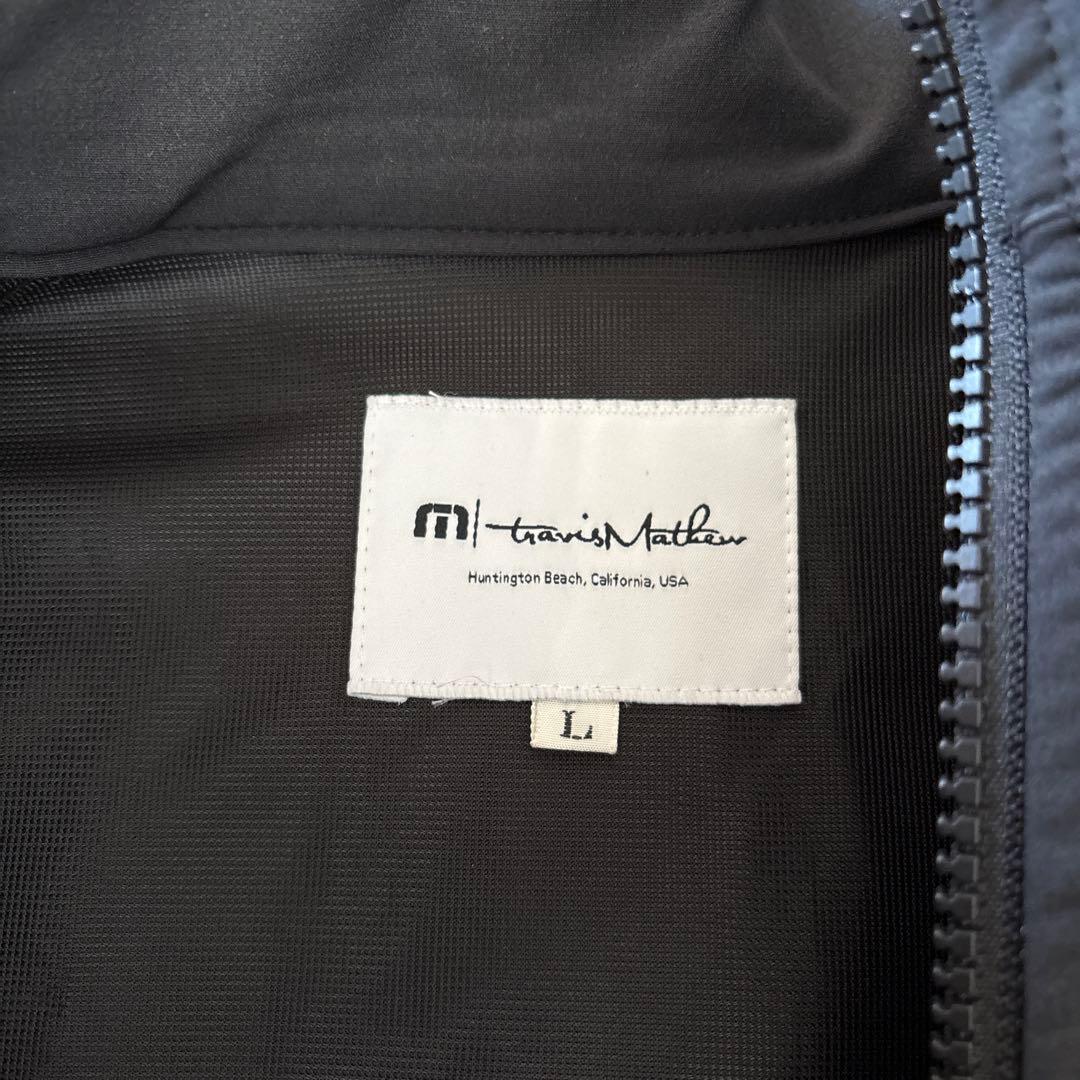 m | travisMathew
Huntington Beach, California, USA
L